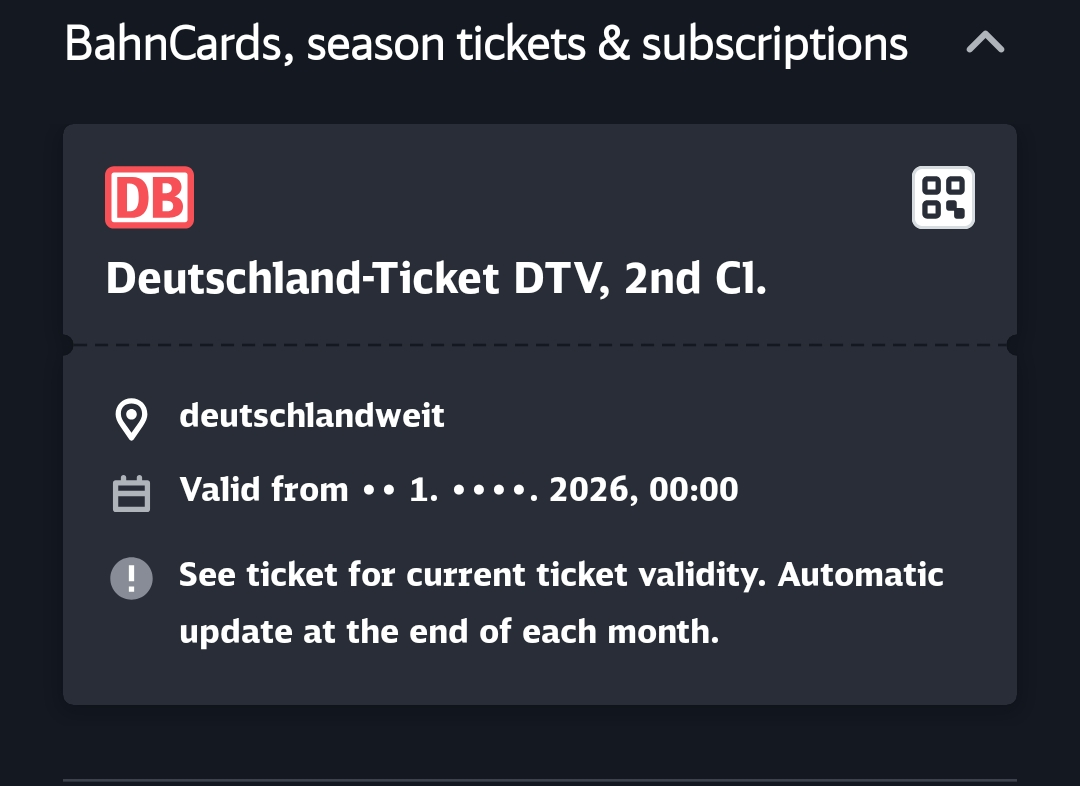 BahnCards, season tickets & subscriptions
DB
Deutschland-Ticket DTV, 2nd Cl.
deutschlandweit
Valid from •• 1. ••••. 2026, 00:00
See ticket for current ticket validity. Automatic
update at the end of each month.